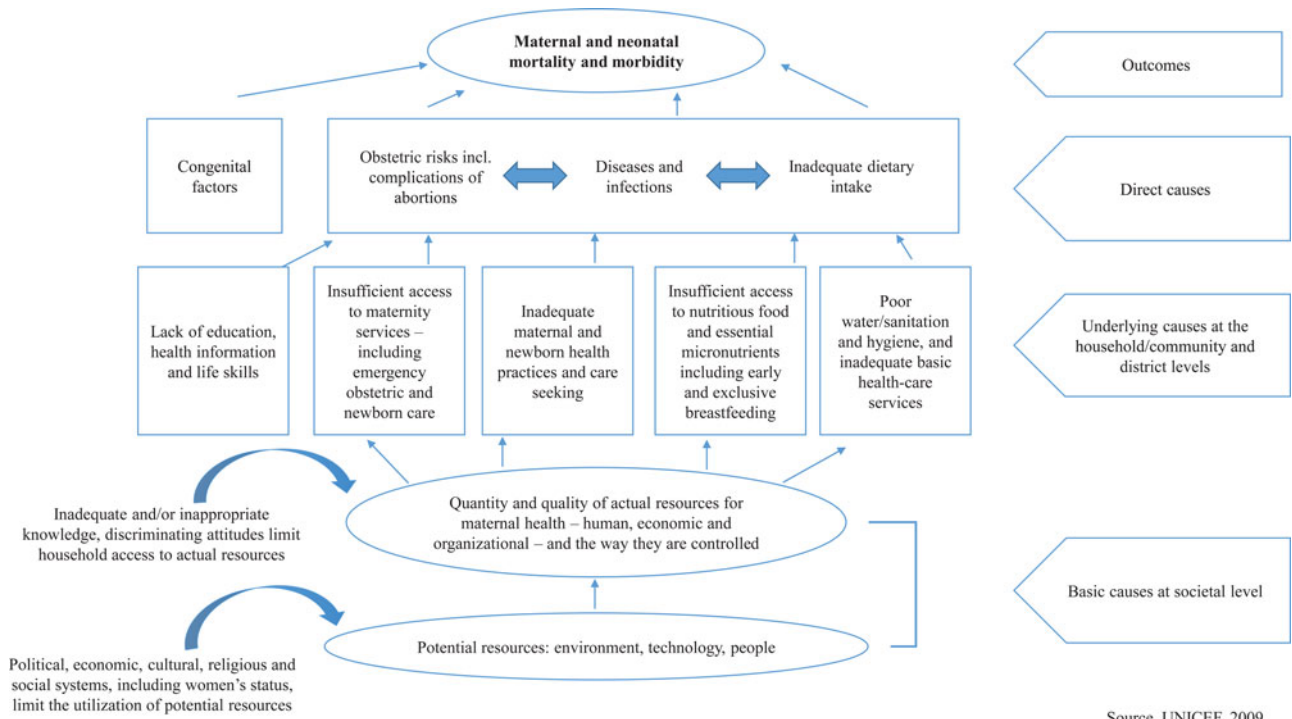 Maternal and neonatal
mortality and morbidity
Outcomes
Congenital
factors
Obstetric risks incl.
complications of
abortions
Diseases and
infections
Inadequate dietary
intake
Direct causes
Lack of education,
health information
and life skills
Insufficient access
to maternity
services –
including
emergency
obstetric and
newborn care
Inadequate
maternal and
newborn health
practices and care
seeking
Insufficient access
to nutritious food
and essential
micronutrients
including early
and exclusive
breastfeeding
Poor
water/sanitation
and hygiene, and
inadequate basic
health-care
services
Underlying causes at the
household/community and
district levels
Inadequate and/or inappropriate
knowledge, discriminating attitudes limit
household access to actual resources
Quantity and quality of actual resources for
maternal health – human, economic and
organizational – and the way they are controlled
Potential resources: environment, technology, people
Basic causes at societal level
Political, economic, cultural, religious and
social systems, including women's status,
limit the utilization of potential resources
Source. UNICEF, 2009